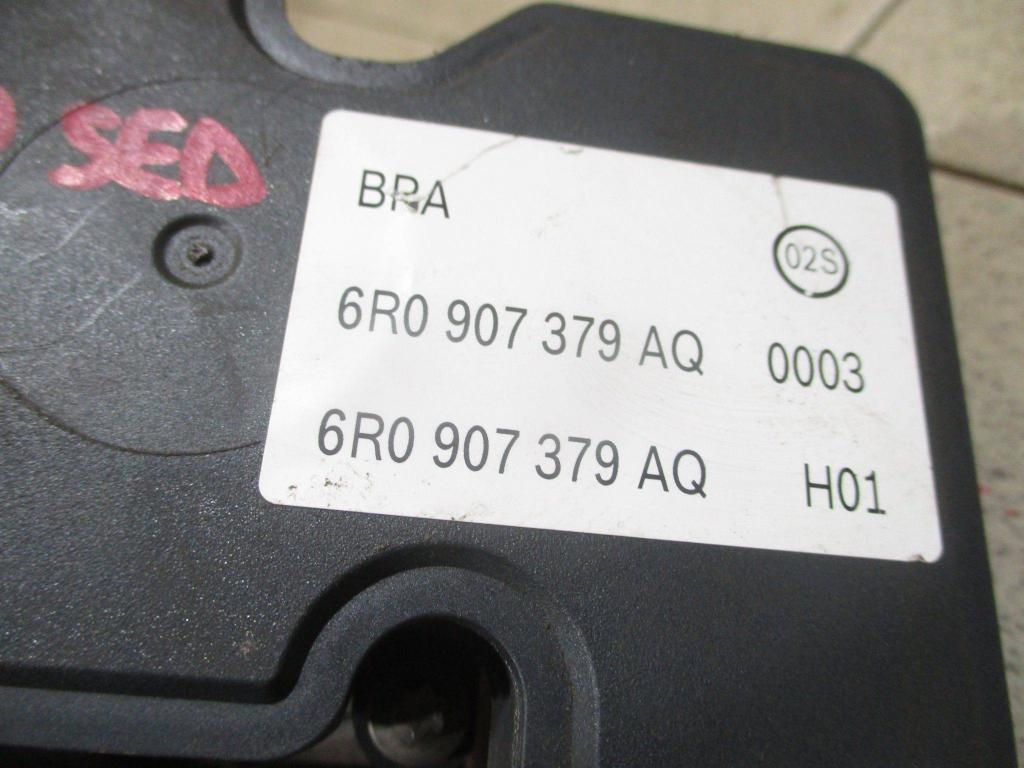 SED
BRA
02S
6R0 907 379 AQ 0003
6R0 907 379 AQ H01